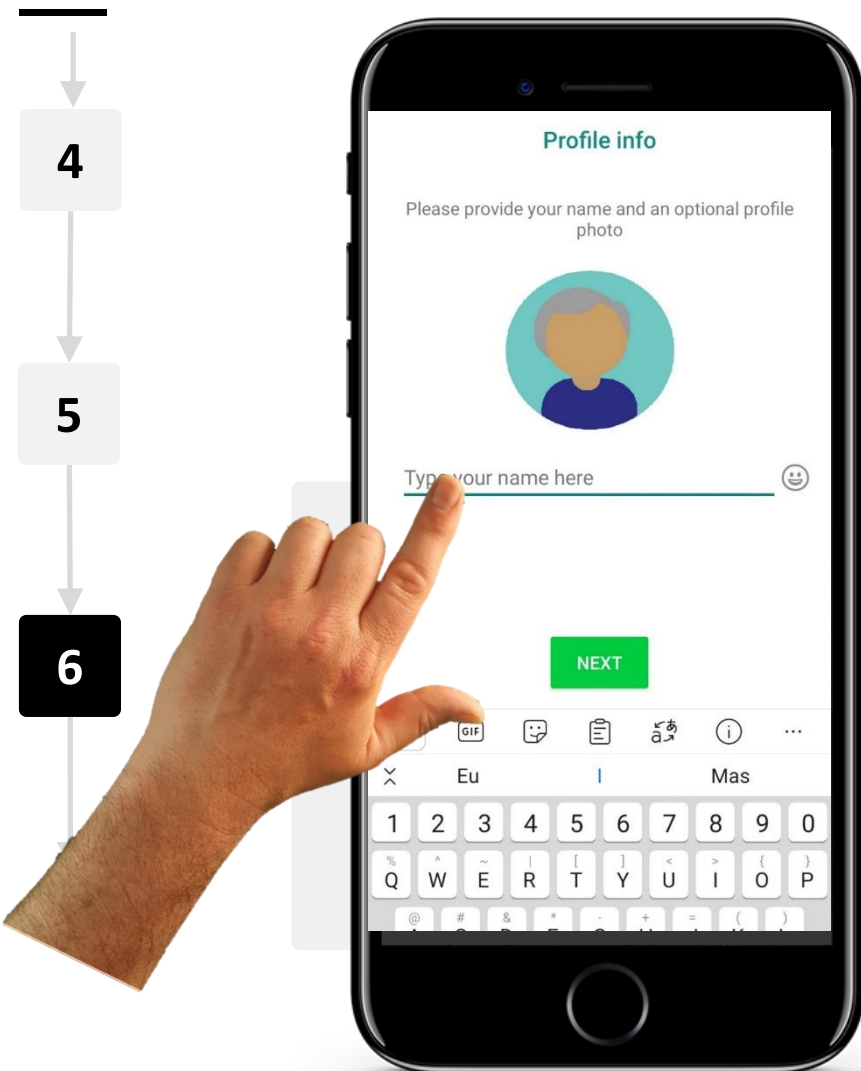 4
5
6
Profile info
Please provide your name and an optional profile
photo
Type your name here
NEXT
GIF
Eu I Mas
1 2 3 4 5 6 7 8 9 0
% ^ ~ | [ ] < > { }
Q W E R T Y U I O P
@ # & * - + = ( )